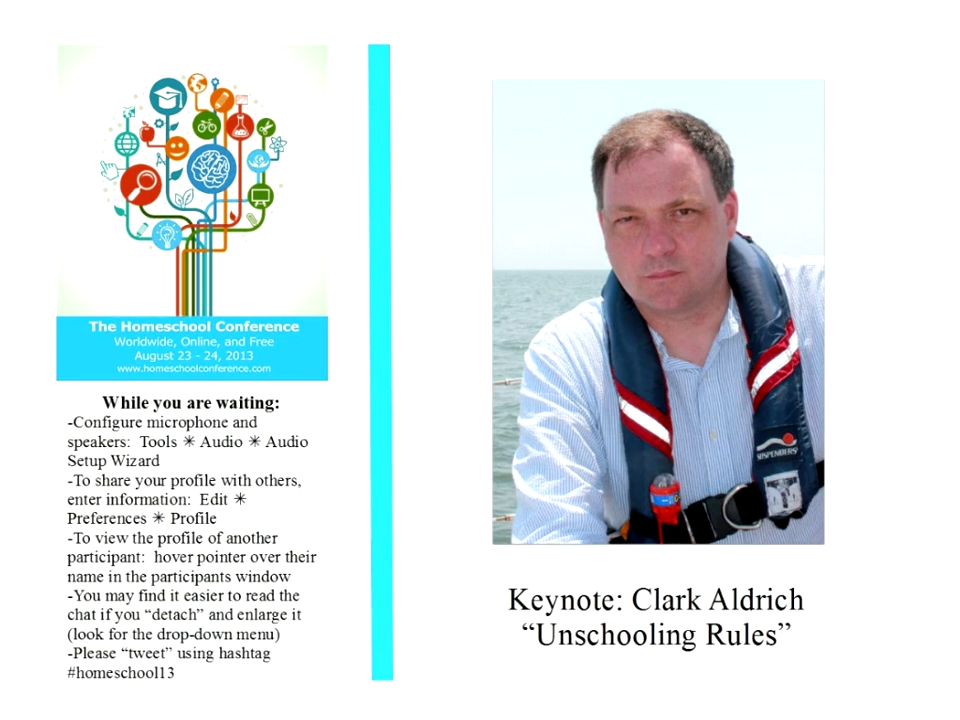 The Homeschool Conference
Worldwide, Online, and Free
August 23 - 24, 2013
www.homeschoolconference.com
While you are waiting:
-Configure microphone and
speakers:  Tools ✴ Audio ✴ Audio
Setup Wizard
-To share your profile with others,
enter information:  Edit ✴
Preferences ✴ Profile
-To view the profile of another
participant:  hover pointer over their
name in the participants window
-You may find it easier to read the
chat if you “detach” and enlarge it
(look for the drop-down menu)
-Please “tweet” using hashtag
#homeschool13
SUSPENDERS
Keynote: Clark Aldrich
“Unschooling Rules”